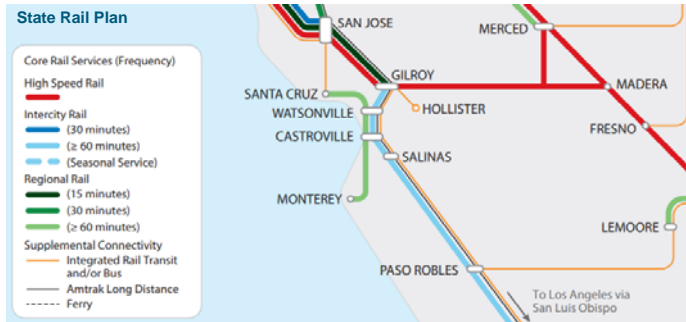 State Rail Plan
Core Rail Services (Frequency)
High Speed Rail
Intercity Rail
(30 minutes)
(≥ 60 minutes)
(Seasonal Service)
Regional Rail
(15 minutes)
(30 minutes)
(≥ 60 minutes)
Supplemental Connectivity
Integrated Rail Transit
and/or Bus
Amtrak Long Distance
Ferry
SAN JOSE
MERCED
GILROY
MADERA
SANTA CRUZ
HOLLISTER
WATSONVILLE
FRESNO
CASTROVILLE
SALINAS
MONTEREY
LEMOORE
PASO ROBLES
To Los Angeles via
San Luis Obispo